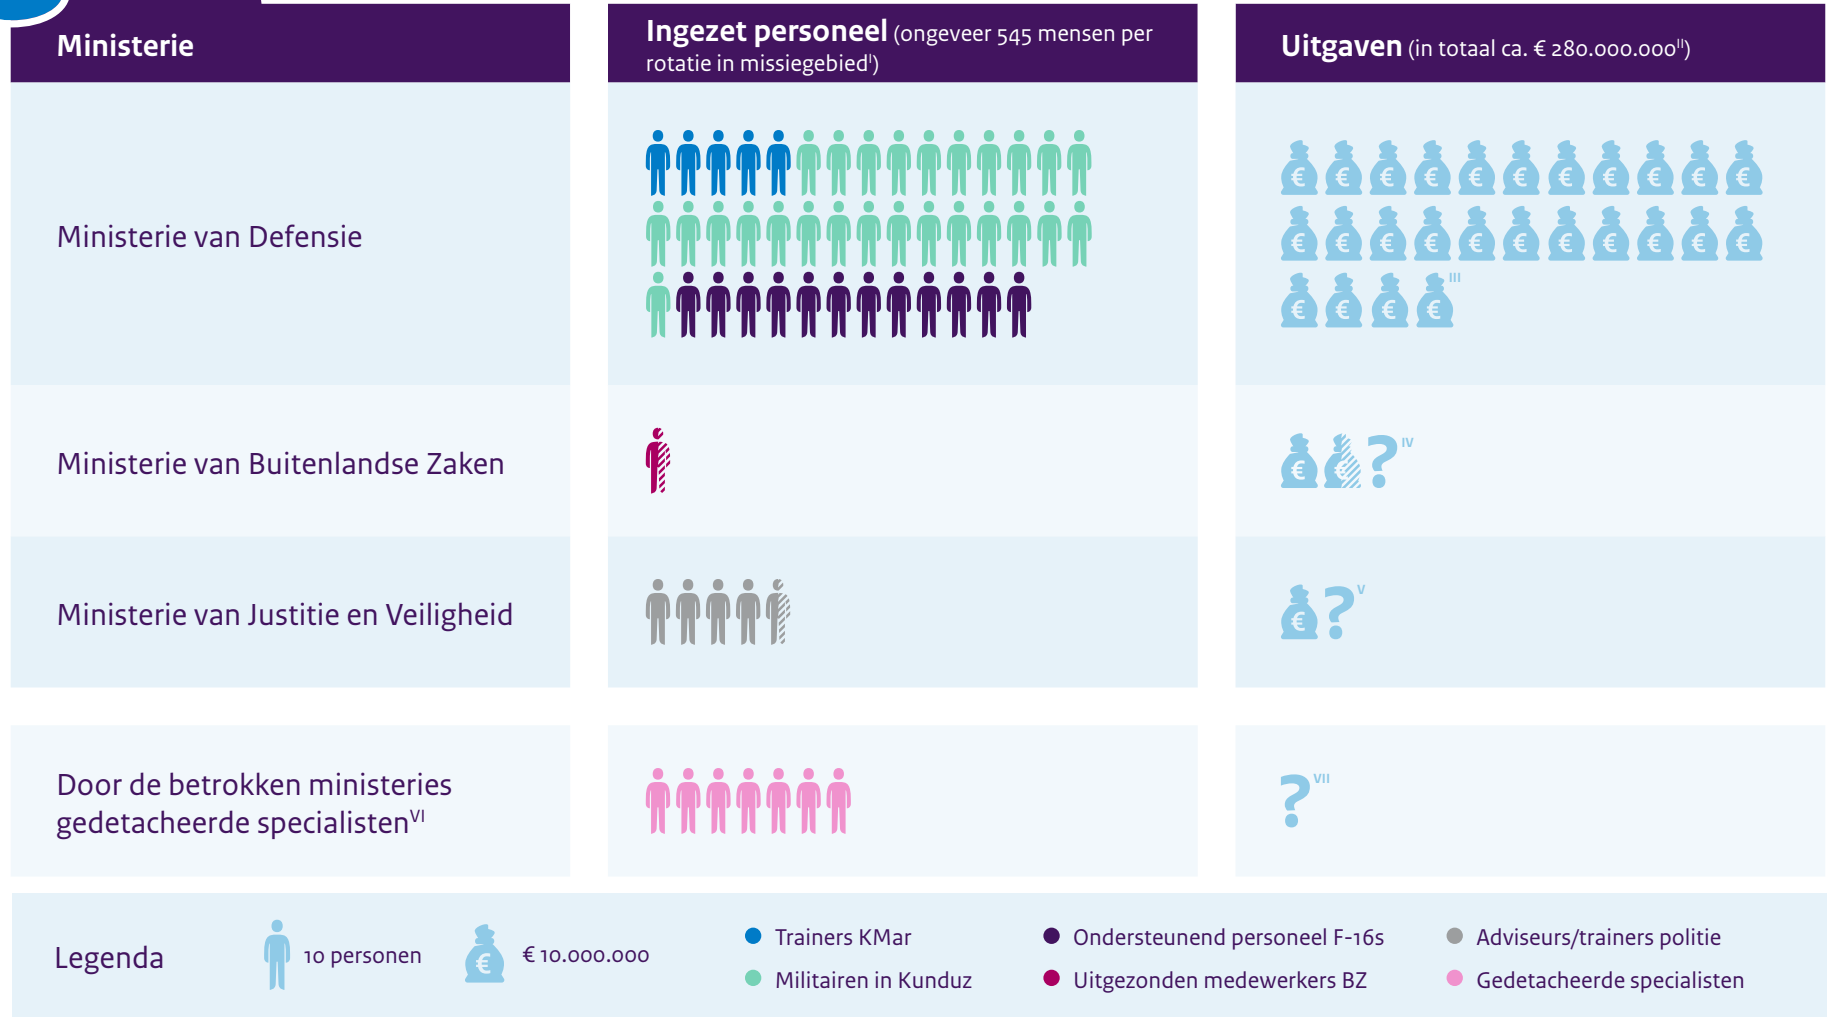 Ministerie
Ingezet personeel (ongeveer 545 mensen per
rotatie in missiegebiedI)
Uitgaven (in totaal ca. € 280.000.000II)
Ministerie van Defensie
€ € € € € € € € € € €
€ € € € € € € € € € €
€ € € € III
Ministerie van Buitenlandse Zaken
€ € ? IV
Ministerie van Justitie en Veiligheid
€ ? V
Door de betrokken ministeries
gedetacheerde specialistenVI
? VII
Legenda
10 personen
€
€ 10.000.000
Trainers KMar
Militairen in Kunduz
Ondersteunend personeel F-16s
Uitgezonden medewerkers BZ
Adviseurs/trainers politie
Gedetacheerde specialisten